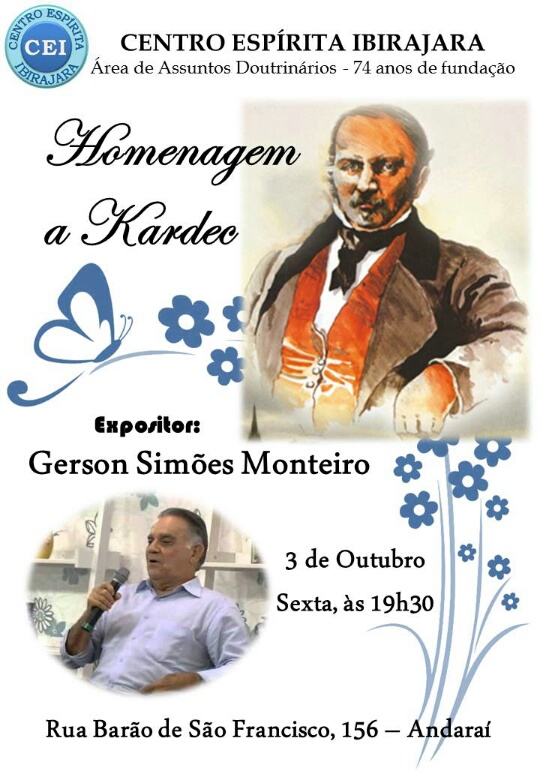 CENTRO ESPÍRITA
CEI
IBIRAJARA
CENTRO ESPÍRITA IBIRAJARA
Área de Assuntos Doutrinários - 74 anos de fundação
Homenagem
a Kardec
Expositor:
Gerson Simões Monteiro
3 de Outubro
Sexta, às 19h30
Rua Barão de São Francisco, 156 – Andaraí